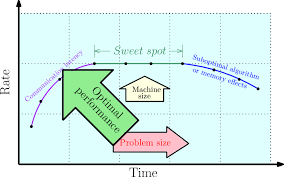 Sweet spot
Communication latency
Suboptimal algorithm
or memory effects
Rate
Optimal
performance
Machine
size
Problem size
Time